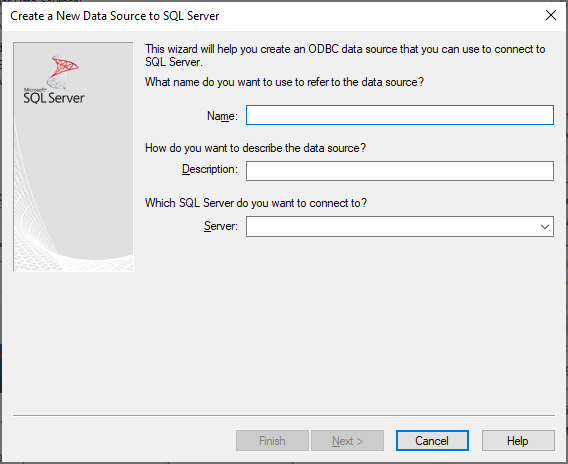 Create a New Data Source to SQL Server
Microsoft
SQL Server
This wizard will help you create an ODBC data source that you can use to connect to
SQL Server.
What name do you want to use to refer to the data source?
Name:
How do you want to describe the data source?
Description:
Which SQL Server do you want to connect to?
Server:
Finish
Next >
Cancel
Help